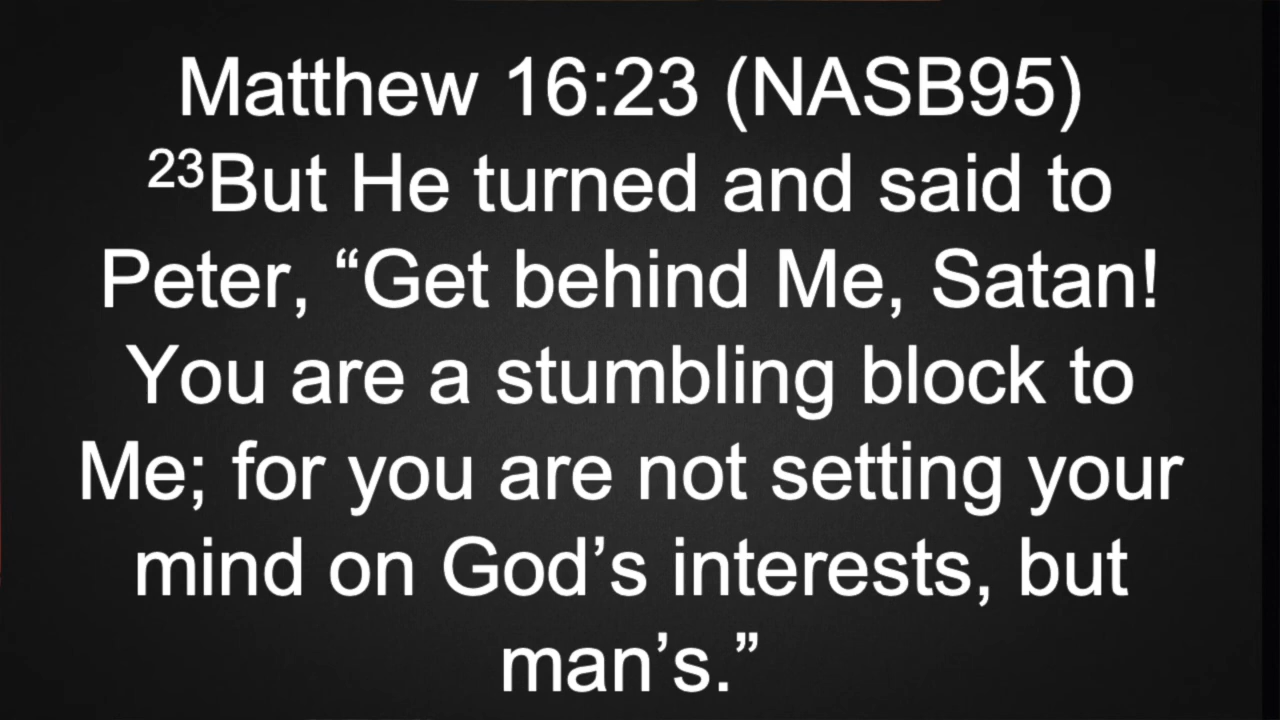 Matthew 16:23 (NASB95)
²³But He turned and said to
Peter, “Get behind Me, Satan!
You are a stumbling block to
Me; for you are not setting your
mind on God’s interests, but
man’s.”